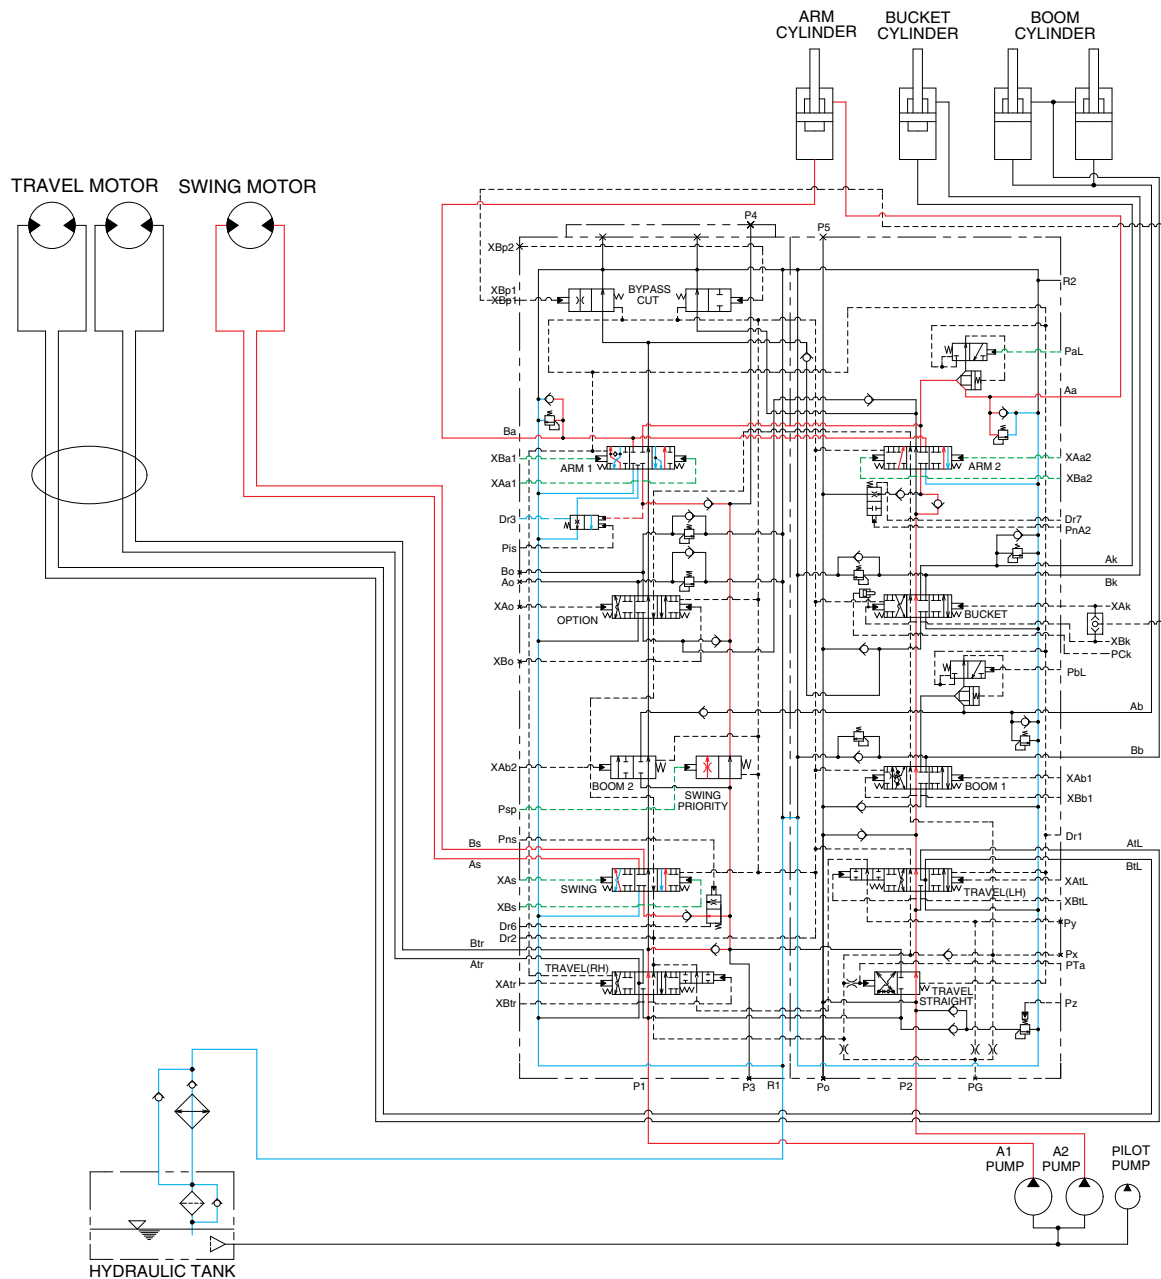 ARM
CYLINDER
BUCKET
CYLINDER
BOOM
CYLINDER
TRAVEL MOTOR
SWING MOTOR
P4
P5
XBp2
XBp1
XBp1
BYPASS
CUT
R2
PaL
Aa
Ba
XBa1
ARM 1
XAa1
ARM 2
XAa2
XBa2
Dr3
Pis
Dr7
PnA2
Bo
Ao
Ak
Bk
XAo
OPTION
BUCKET
XAk
XBk
PCk
XBo
PbL
Ab
Bb
XAb2
BOOM 2
SWING
PRIORITY
BOOM 1
XAb1
XBb1
Psp
Pns
Dr1
Bs
As
AtL
BtL
XAs
SWING
TRAVEL(LH)
XAtL
XBs
XBtL
Dr6
Dr2
Py
Btr
Atr
TRAVEL(RH)
Px
PTa
XAtr
XBtr
TRAVEL
STRAIGHT
Pz
P1
P3
R1
Po
P2
PG
A1
PUMP
A2
PUMP
PILOT
PUMP
HYDRAULIC TANK